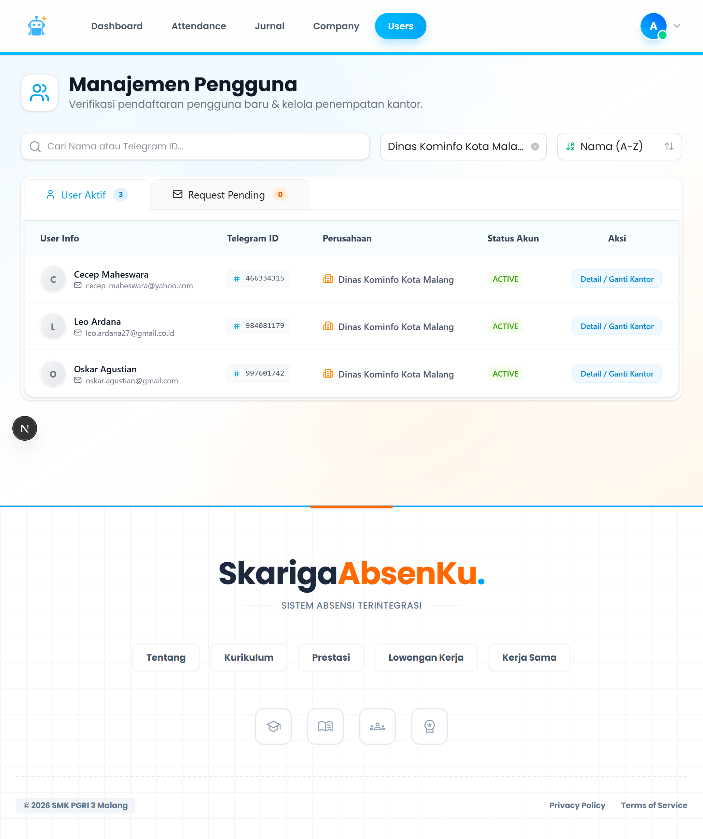 Dashboard Attendance Jurnal Company Users A
Manajemen Pengguna
Verifikasi pendaftaran pengguna baru & kelola penempatan kantor.
Cari Nama atau Telegram ID... Dinas Kominfo Kota Mala... Nama (A-Z)
User Aktif 3 Request Pending 0
User Info Telegram ID Perusahaan Status Akun Aksi
C Cecep Maheswara # 466334315 Dinas Kominfo Kota Malang ACTIVE Detail / Ganti Kantor
cecep_maheswara@yahoo.com
L Leo Ardana # 984081179 Dinas Kominfo Kota Malang ACTIVE Detail / Ganti Kantor
leo.ardana27@gmail.co.id
O Oskar Agustian # 997601742 Dinas Kominfo Kota Malang ACTIVE Detail / Ganti Kantor
oskar.agustian@gmail.com
N
SkarigaAbsenKu.
SISTEM ABSENSI TERINTEGRASI
Tentang Kurikulum Prestasi Lowongan Kerja Kerja Sama
© 2026 SMK PGRI 3 Malang Privacy Policy Terms of Service